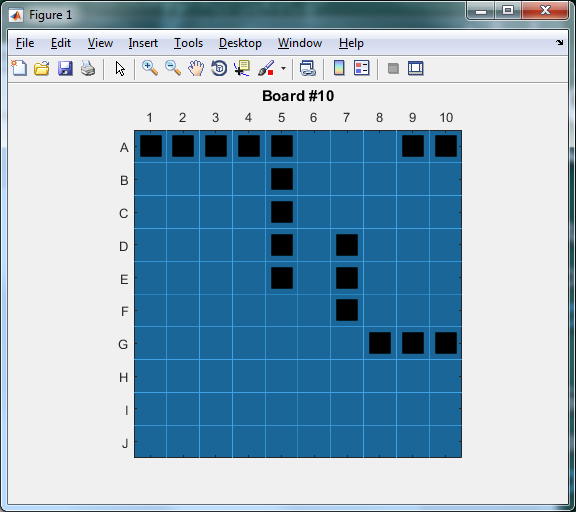 Figure 1
File Edit View Insert Tools Desktop Window Help
Board #10
1 2 3 4 5 6 7 8 9 10
A
B
C
D
E
F
G
H
I
J